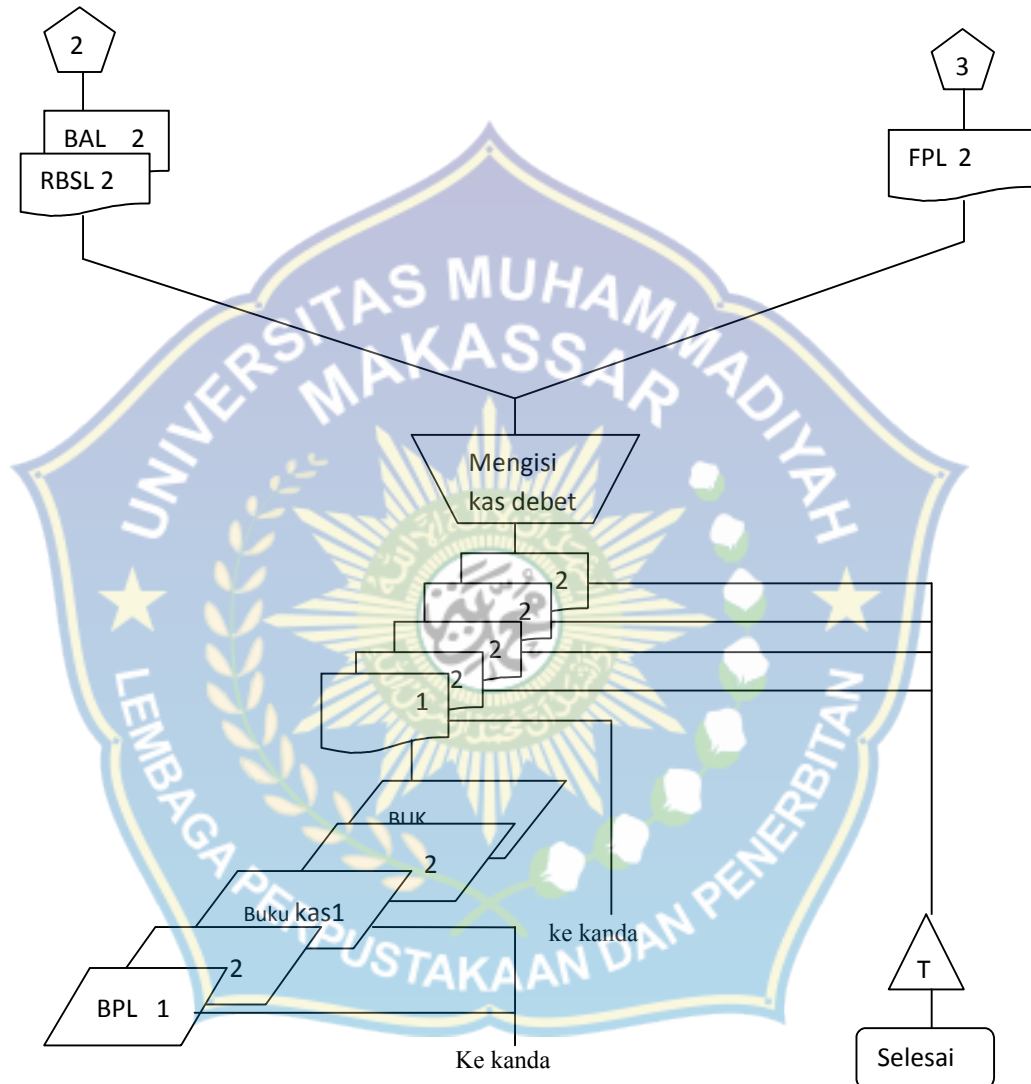 2
3
BAL 2
RBSL 2
FPL 2
UNIVERSITAS MUHAMMADIYAH
MAKASSAR
Mengisi
kas debet
2
2
2
2
1
BUK
2
Buku kas1
2
BPL 1
ke kanda
Ke kanda
T
Selesai
LEMBAGA PERPUSTAKAAN DAN PENERBITAN